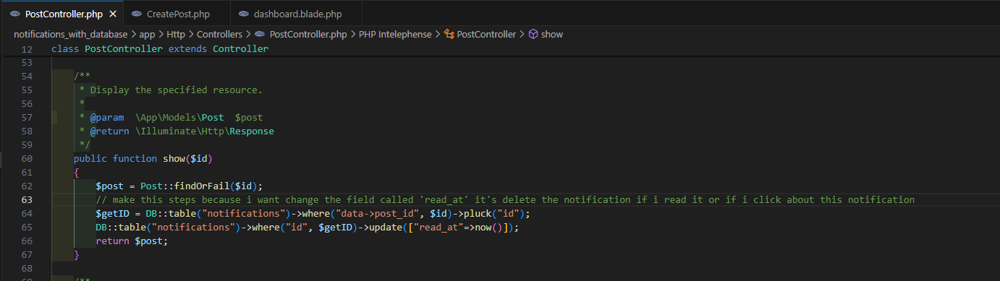 PostController.php CreatePost.php dashboard.blade.php
notifications_with_database > app > Http > Controllers > PostController.php > PHP Intelephense > PostController > show
12 class PostController extends Controller
53
54 /**
55 * Display the specified resource.
56 *
57 * @param \App\Models\Post $post
58 * @return \Illuminate\Http\Response
59 */
60 public function show($id)
61 {
62 $post = Post::findOrFail($id);
63 // make this steps because i want change the field called 'read_at' it's delete the notification if i read it or if i click about this notification
64 $getID = DB::table("notifications")->where("data->post_id", $id)->pluck("id");
65 DB::table("notifications")->where("id", $getID)->update(["read_at"=>now()]);
66 return $post;
67 }
68
69 /**